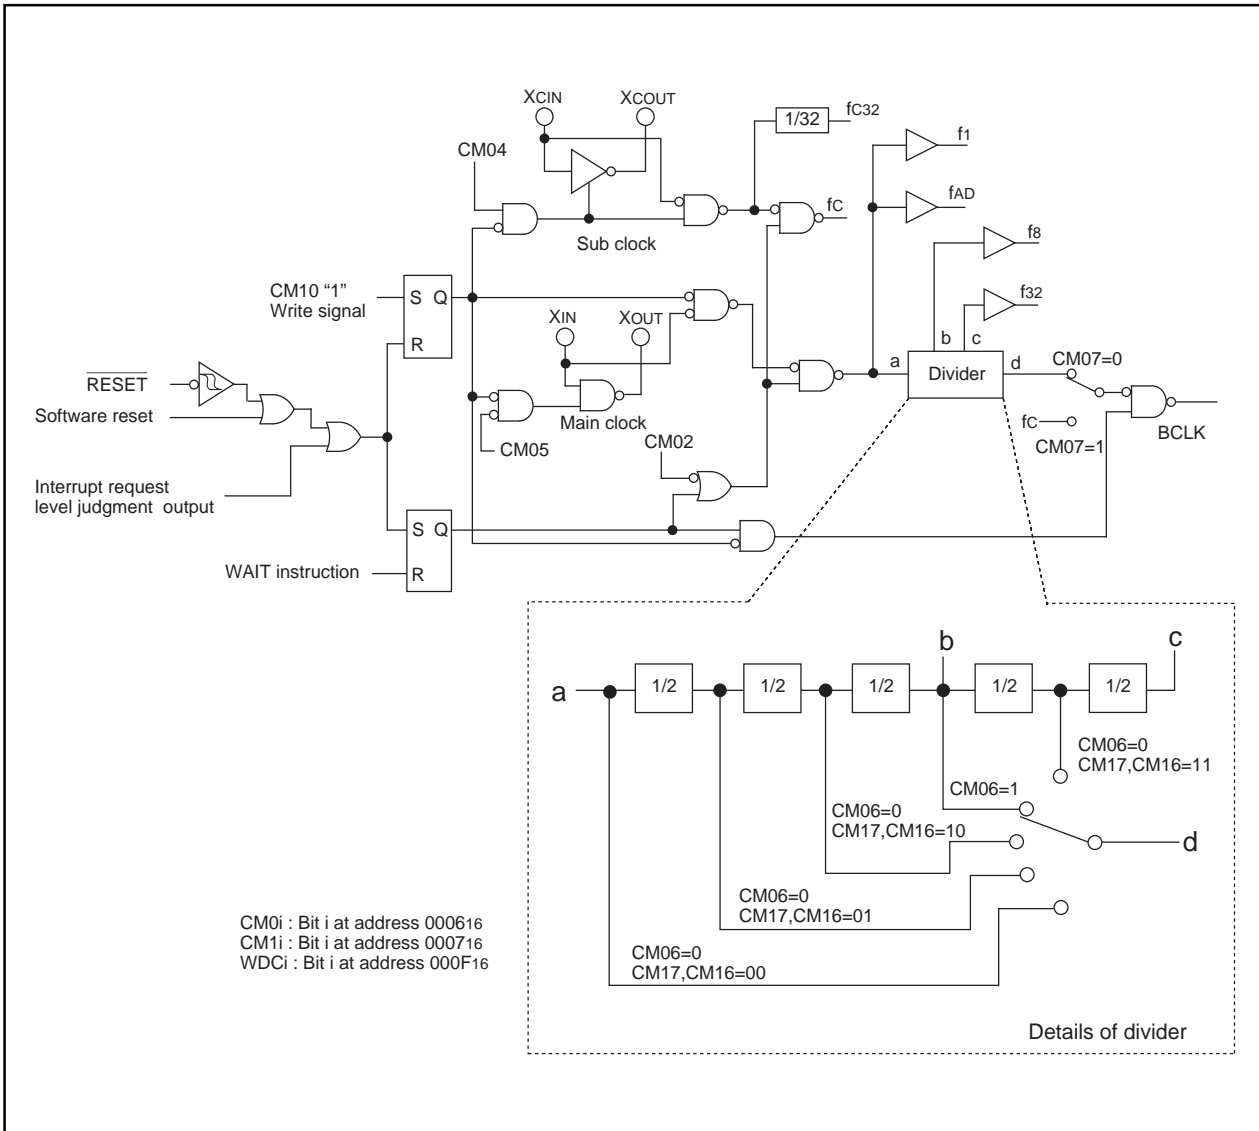 XCIN
XCOUT
1/32
fC32
f1
CM04
fC
fAD
Sub clock
f8
CM10 “1”
Write signal
S Q
R
XIN
XOUT
f32
b
c
a
Divider
d
CM07=0
RESET
Software reset
Main clock
CM05
CM02
fC
CM07=1
BCLK
Interrupt request
level judgment output
S Q
R
WAIT instruction
a
1/2
1/2
1/2
b
1/2
1/2
c
CM06=0
CM17,CM16=11
CM06=1
CM06=0
CM17,CM16=10
d
CM06=0
CM17,CM16=01
CM06=0
CM17,CM16=00
CM0i : Bit i at address 000616
CM1i : Bit i at address 000716
WDCi : Bit i at address 000F16
Details of divider